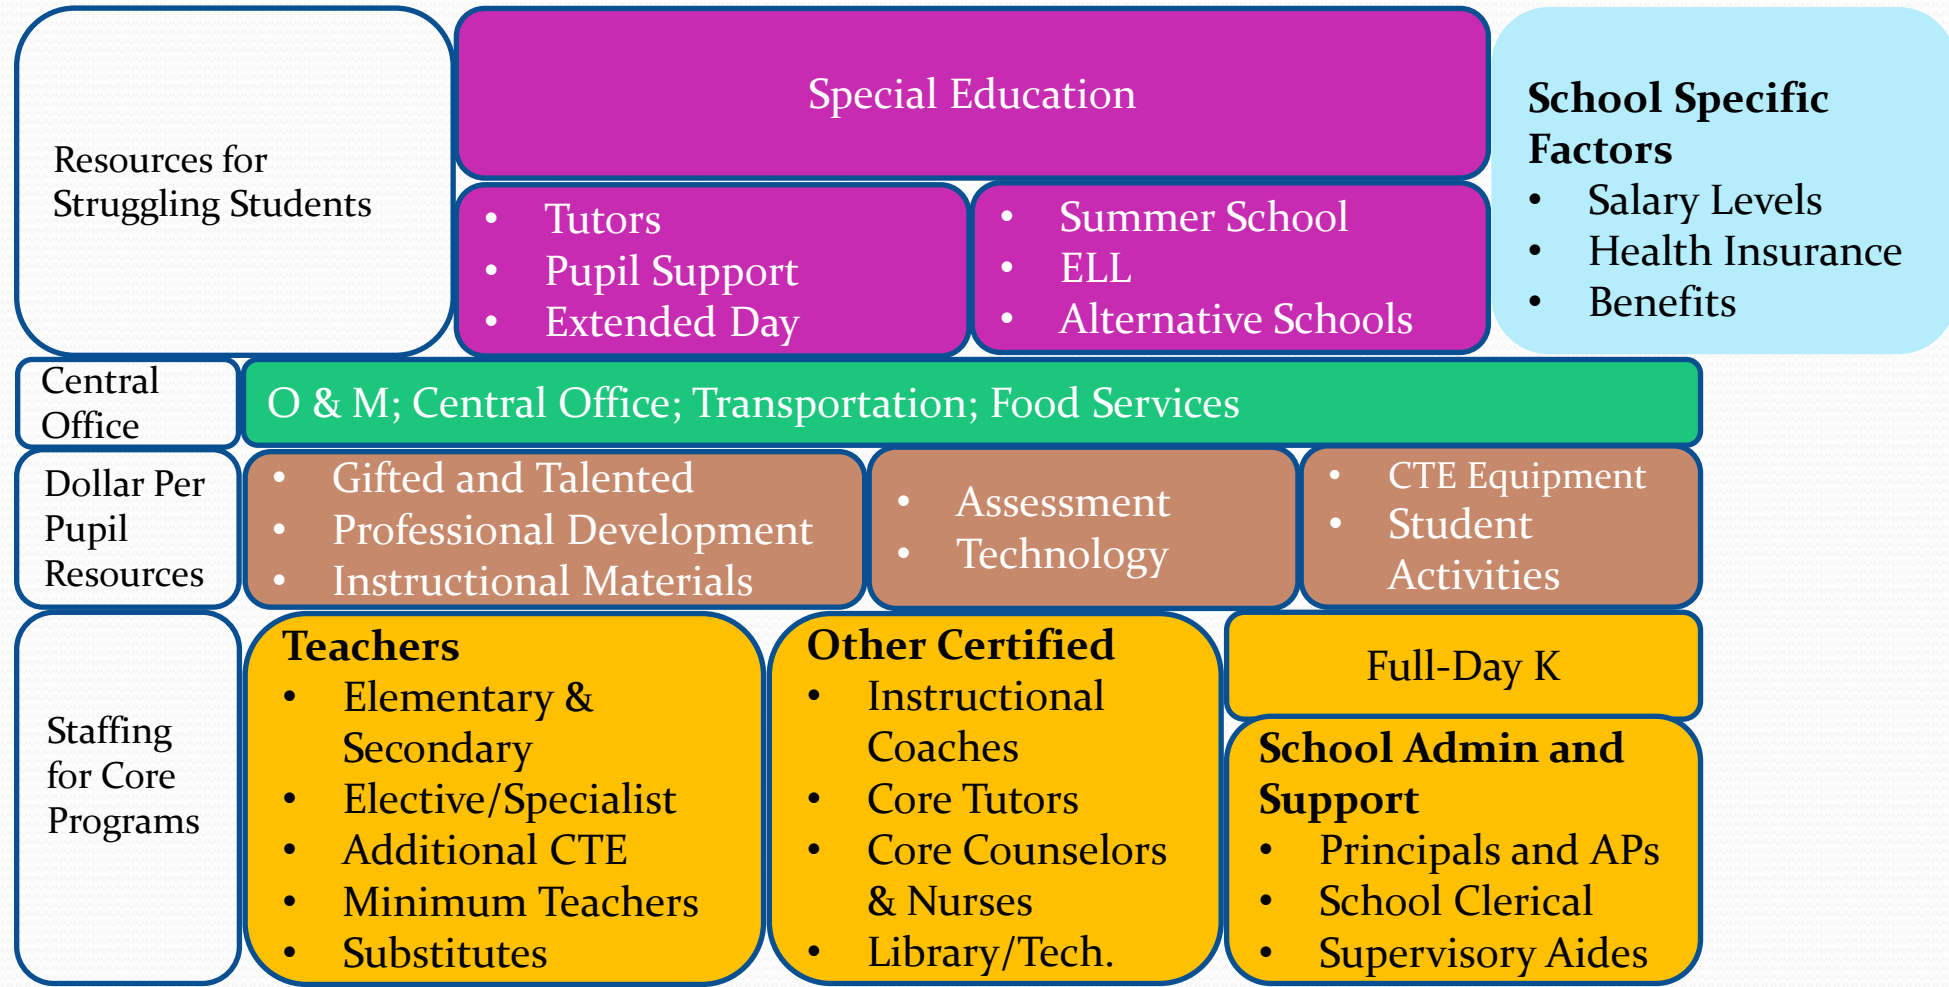 Resources for
Struggling Students
Special Education
• Tutors
• Pupil Support
• Extended Day
• Summer School
• ELL
• Alternative Schools
School Specific
Factors
• Salary Levels
• Health Insurance
• Benefits
Central
Office
O & M; Central Office; Transportation; Food Services
Dollar Per
Pupil
Resources
• Gifted and Talented
• Professional Development
• Instructional Materials
• Assessment
• Technology
• CTE Equipment
• Student
Activities
Staffing
for Core
Programs
Teachers
• Elementary &
Secondary
• Elective/Specialist
• Additional CTE
• Minimum Teachers
• Substitutes
Other Certified
• Instructional
Coaches
• Core Tutors
• Core Counselors
& Nurses
• Library/Tech.
Full-Day K
School Admin and
Support
• Principals and APs
• School Clerical
• Supervisory Aides